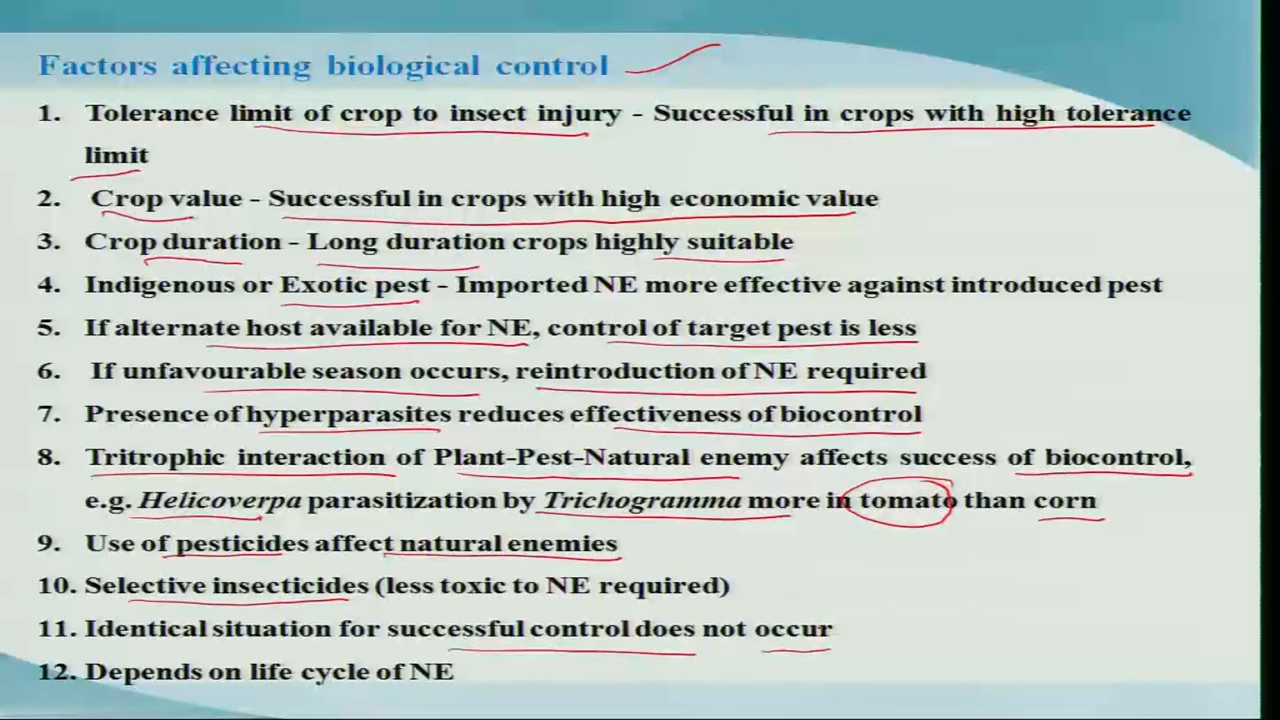 Factors affecting biological control
1. Tolerance limit of crop to insect injury - Successful in crops with high tolerance
limit
2. Crop value - Successful in crops with high economic value
3. Crop duration - Long duration crops highly suitable
4. Indigenous or Exotic pest - Imported NE more effective against introduced pest
5. If alternate host available for NE, control of target pest is less
6. If unfavourable season occurs, reintroduction of NE required
7. Presence of hyperparasites reduces effectiveness of biocontrol
8. Tritrophic interaction of Plant-Pest-Natural enemy affects success of biocontrol,
e.g. Helicoverpa parasitization by Trichogramma more in tomato than corn
9. Use of pesticides affect natural enemies
10. Selective insecticides (less toxic to NE required)
11. Identical situation for successful control does not occur
12. Depends on life cycle of NE